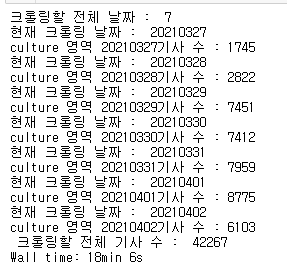 크롤링할 전체 날짜 :  7
현재 크롤링 날짜 :  20210327
culture 영역 20210327기사 수 : 1745
현재 크롤링 날짜 :  20210328
culture 영역 20210328기사 수 : 2822
현재 크롤링 날짜 :  20210329
culture 영역 20210329기사 수 : 7451
현재 크롤링 날짜 :  20210330
culture 영역 20210330기사 수 : 7412
현재 크롤링 날짜 :  20210331
culture 영역 20210331기사 수 : 7959
현재 크롤링 날짜 :  20210401
culture 영역 20210401기사 수 : 8775
현재 크롤링 날짜 :  20210402
culture 영역 20210402기사 수 : 6103
크롤링할 전체 기사 수 :  42267
Wall time: 18min 6s